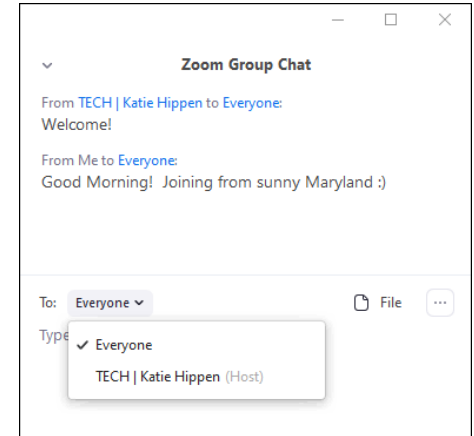 Zoom Group Chat
From TECH | Katie Hippen to Everyone:
Welcome!
From Me to Everyone:
Good Morning!  Joining from sunny Maryland :)
To: Everyone File ...
Type
Everyone
TECH | Katie Hippen (Host)